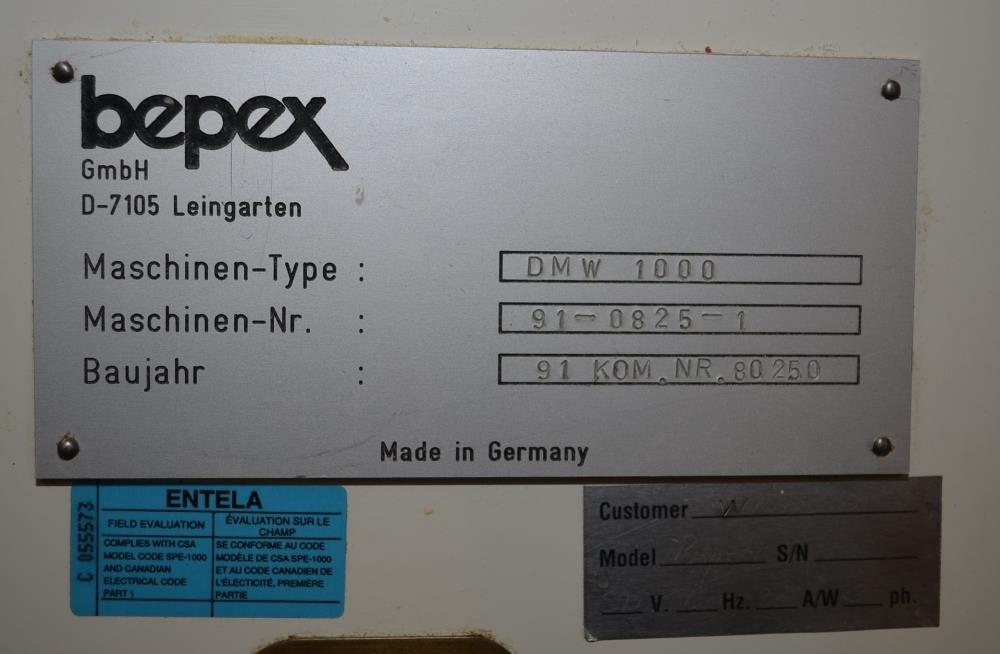 bepex
GmbH
D-7105 Leingarten
Maschinen-Type : DMW 1000
Maschinen-Nr. : 91-0825-1
Baujahr : 91 KOM.NR.80250
Made in Germany
C 055573
ENTELA
FIELD EVALUATION
COMPLIES WITH CSA
MODEL CODE SPE-1000
AND CANADIAN
ELECTRICAL CODE
PART 1
ÉVALUATION SUR LE
CHAMP
SE CONFORME AU CODE
MODÈLE DE CSA SPE-1000
ET AU CODE CANADIEN DE
L'ÉLECTICITÉ, PREMIÈRE
PARTIE
Customer
Model S/N
V. Hz. A/W ph.